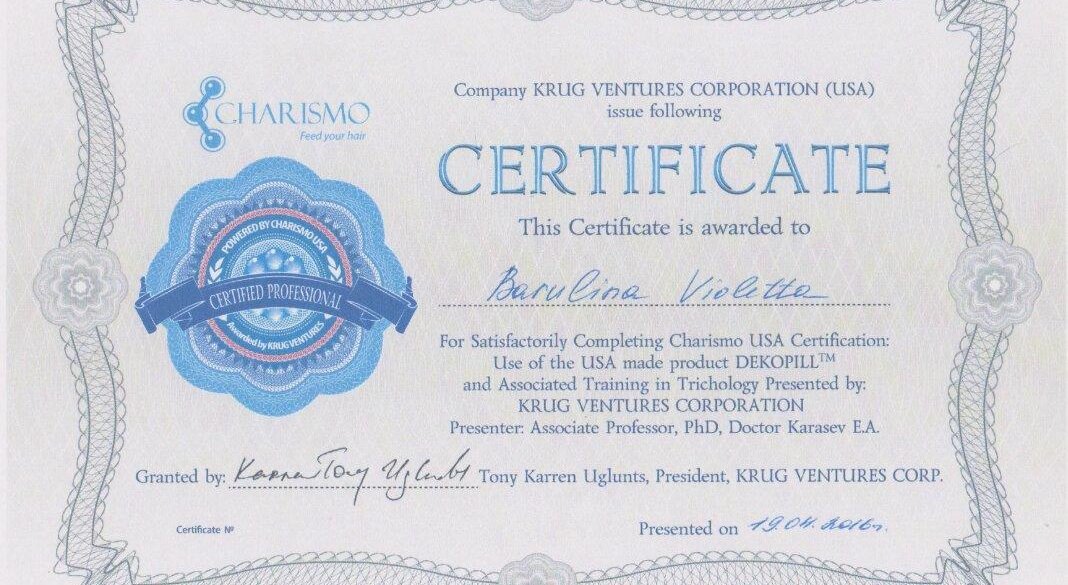 CHARISMO
Feed your hair
POWERED BY CHARISMO USA
CERTIFIED PROFESSIONAL
Awarded by KRUG VENTURES
Company KRUG VENTURES CORPORATION (USA)
issue following
CERTIFICATE
This Certificate is awarded to
Barulina Violetta
For Satisfactorily Completing Charismo USA Certification:
Use of the USA made product DEKOPILL™
and Associated Training in Trichology Presented by:
KRUG VENTURES CORPORATION
Presenter: Associate Professor, PhD, Doctor Karasev E.A.
Granted by: Karren Tony Uglunts Tony Karren Uglunts, President, KRUG VENTURES CORP.
Certificate №
Presented on 19.04.2016г.